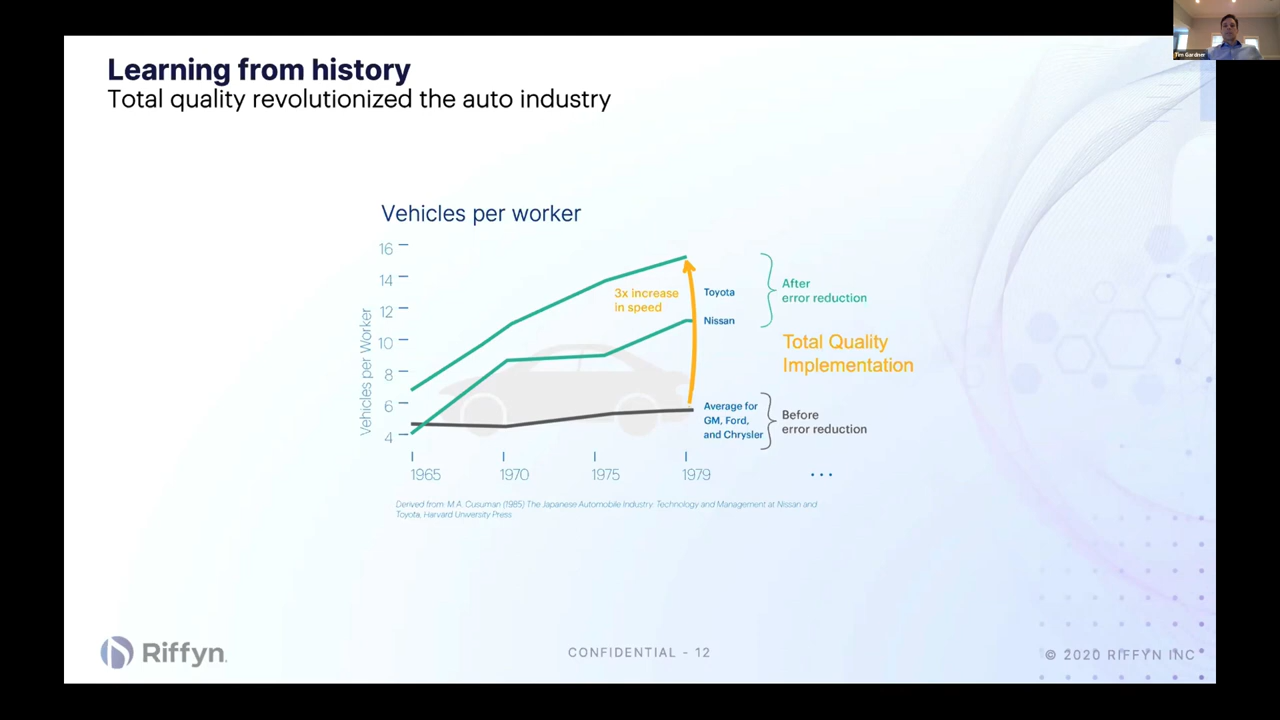 Tim Gardner
Learning from history
Total quality revolutionized the auto industry
Vehicles per worker
Vehicles per Worker
16
14
12
10
8
6
4
1965
1970
1975
1979
3x increase
in speed
Toyota
Nissan
Average for
GM, Ford,
and Chrysler
After
error reduction
Total Quality
Implementation
Before
error reduction
...
Derived from: M.A. Cusuman (1985) The Japanese Automobile Industry: Technology and Management at Nissan and
Toyota, Harvard University Press
Riffyn.
CONFIDENTIAL - 12
© 2020 RIFFYN INC